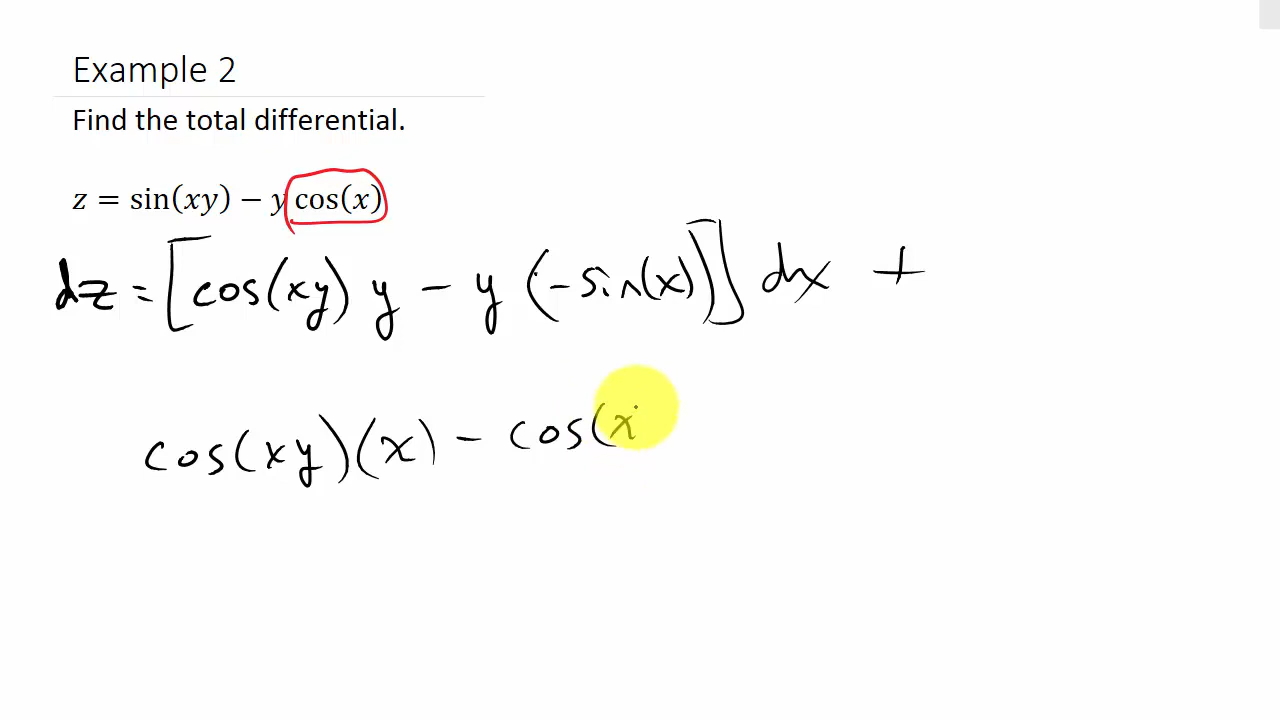 Example 2
Find the total differential.
z = sin(xy) − y cos(x)
dz = [cos(xy) y − y (−sin(x))] dx +
cos(xy)(x) − cos(x